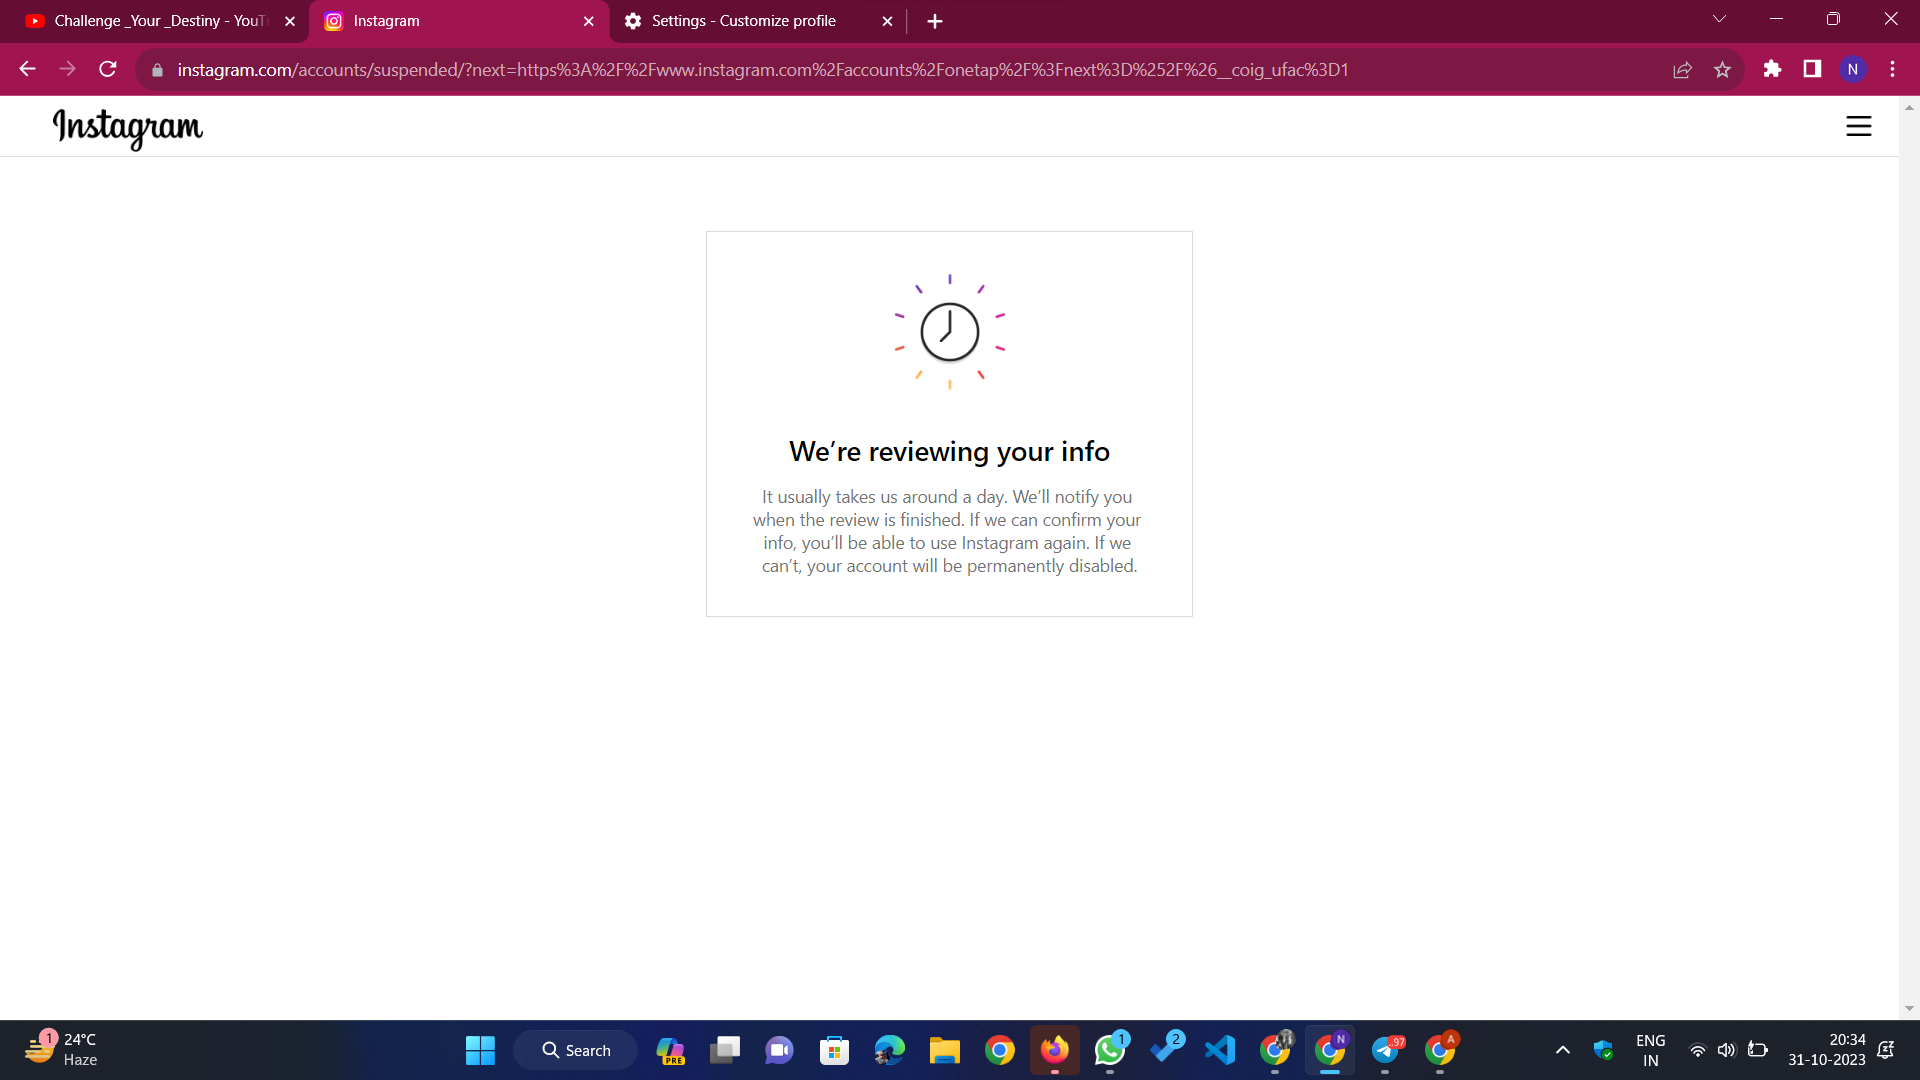 Challenge _Your _Destiny - YouT
Instagram
Settings - Customize profile
instagram.com/accounts/suspended/?next=https%3A%2F%2Fwww.instagram.com%2Faccounts%2Fonetap%2F%3Fnext%3D%252F%26__coig_ufac%3D1
N
Instagram
We're reviewing your info
It usually takes us around a day. We'll notify you
when the review is finished. If we can confirm your
info, you'll be able to use Instagram again. If we
can't, your account will be permanently disabled.
1
24°C
Haze
Search
PRE
1
2
N
.97
A
ENG
IN
20:34
31-10-2023